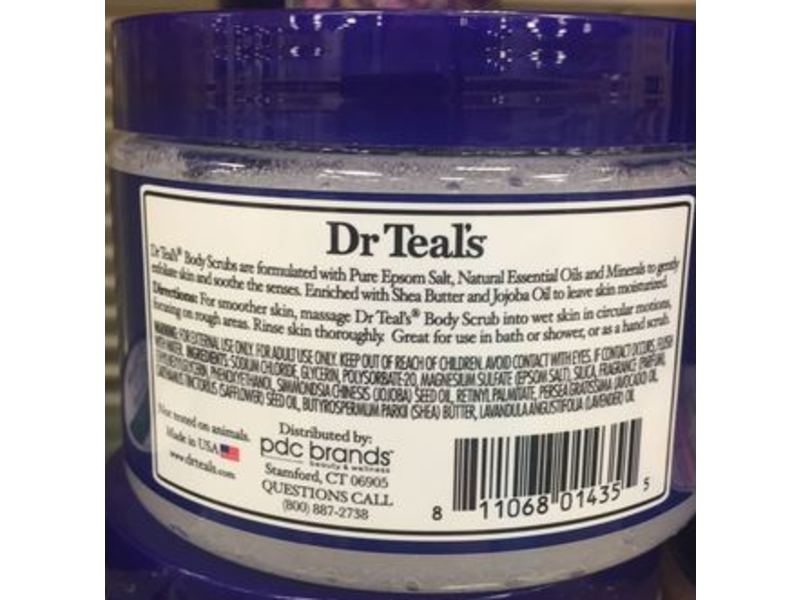 Dr Teal's
Dr Teal's® Body Scrubs are formulated with Pure Epsom Salt, Natural Essential Oils and Minerals to gently
exfoliate skin and soothe the senses. Enriched with Shea Butter and Jojoba Oil to leave skin moisturized.
Directions: For smoother skin, massage Dr Teal's® Body Scrub into wet skin in circular motions,
focusing on rough areas. Rinse skin thoroughly. Great for use in bath or shower, or as a hand scrub.
WARNING: FOR EXTERNAL USE ONLY. FOR ADULT USE ONLY. KEEP OUT OF REACH OF CHILDREN. AVOID CONTACT WITH EYES. IF CONTACT OCCURS, FLUSH
WITH WATER. INGREDIENTS: SODIUM CHLORIDE, GLYCERIN, POLYSORBATE-20, MAGNESIUM SULFATE (EPSOM SALT), SILICA, FRAGRANCE (PARFUM),
ETHYLHEXYLGLYCERIN, PHENOXYETHANOL, SIMMONDSIA CHINESIS (JOJOBA) SEED OIL, RETINYL PALMITATE, PERSEA GRATISSIMA (AVOCADO) OIL,
CARTHAMUS TINCTORIUS (SAFFLOWER) SEED OIL, BUTYROSPERMUM PARKII (SHEA) BUTTER, LAVANDULA ANGUSTIFOLIA (LAVENDER) OIL
Not tested on animals.
Made in USA
www.drteals.com
Distributed by:
pdc brands
beauty & wellness
Stamford, CT 06905
QUESTIONS CALL
(800) 887-2738
8 11068 01435 5